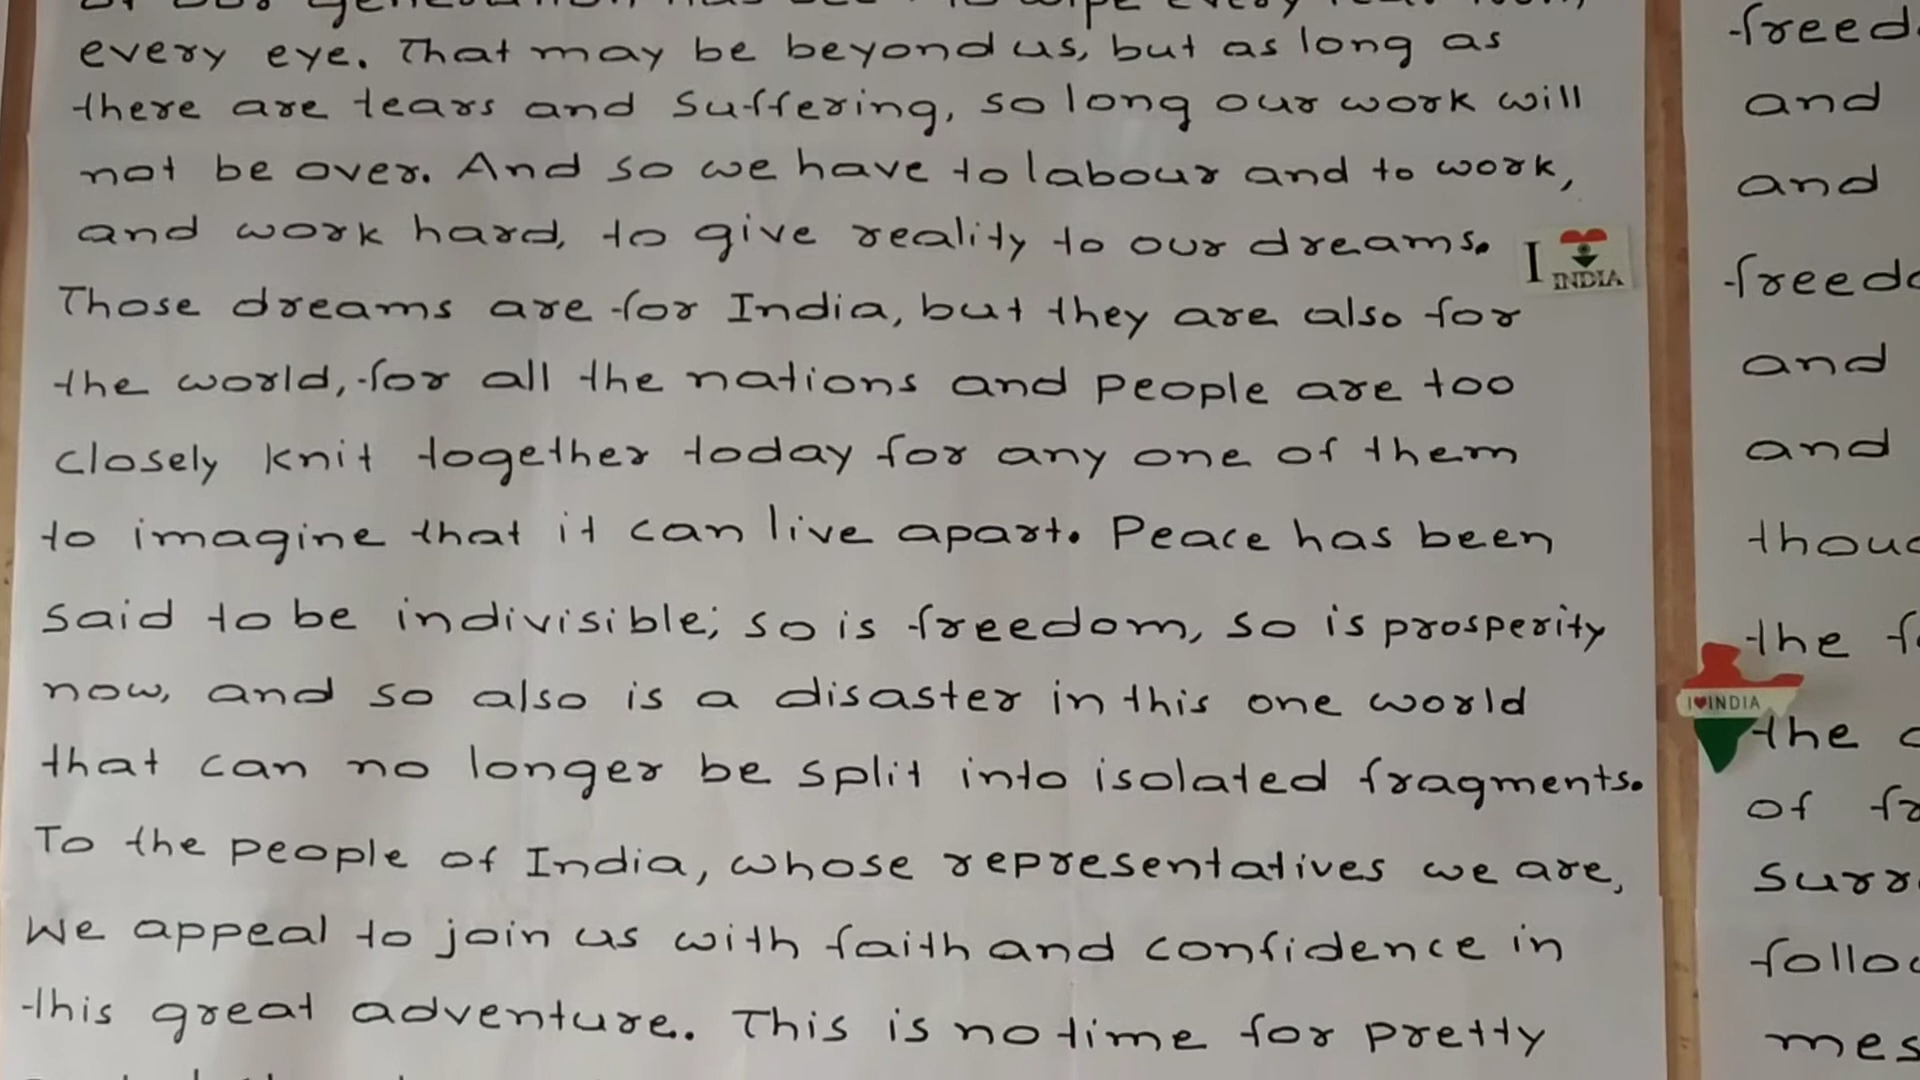 every eye. That may be beyond us, but as long as
there are tears and suffering, so long our work will
not be over. And so we have to labour and to work,
and work hard, to give reality to our dreams.
I INDIA
Those dreams are for India, but they are also for
the world, for all the nations and people are too
closely knit together today for any one of them
to imagine that it can live apart. Peace has been
said to be indivisible; so is freedom, so is prosperity
now, and so also is a disaster in this one world
that can no longer be split into isolated fragments.
To the people of India, whose representatives we are,
We appeal to join us with faith and confidence in
this great adventure. This is no time for pretty
and
and
and
and
the
I♥INDIA
the
of